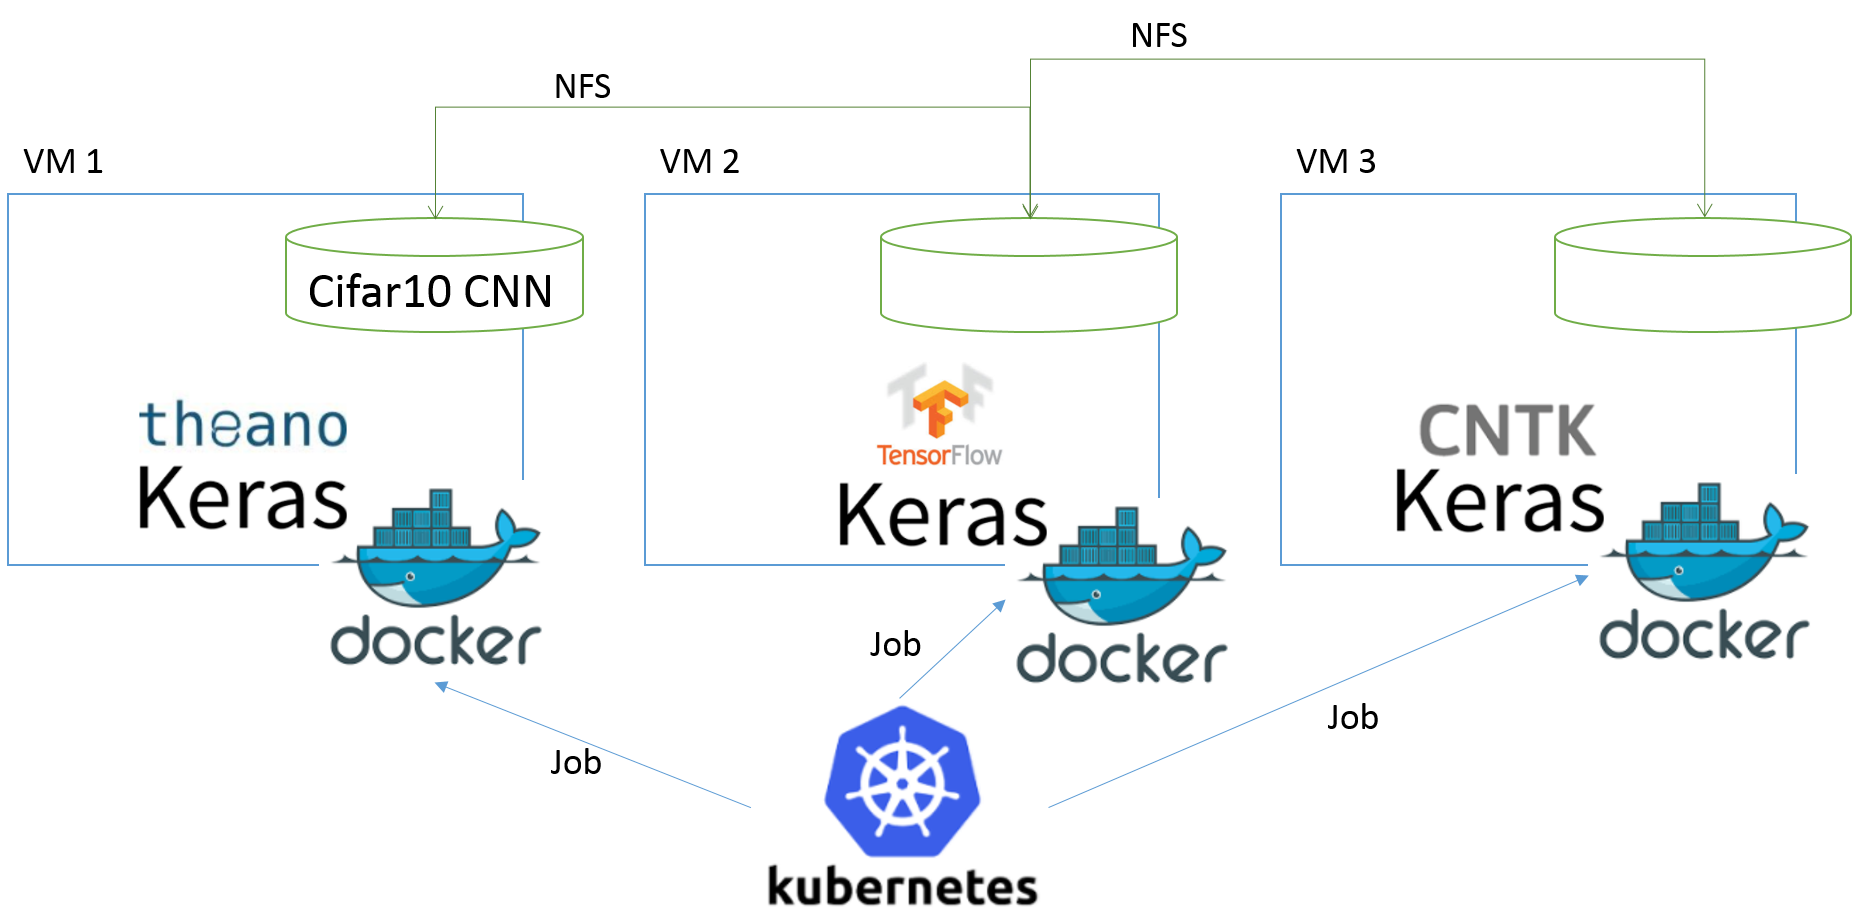 NFS
NFS
VM 1
VM 2
VM 3
Cifar10 CNN
theano
Keras
docker
TF
TensorFlow
Keras
docker
CNTK
Keras
docker
Job
Job
Job
kubernetes